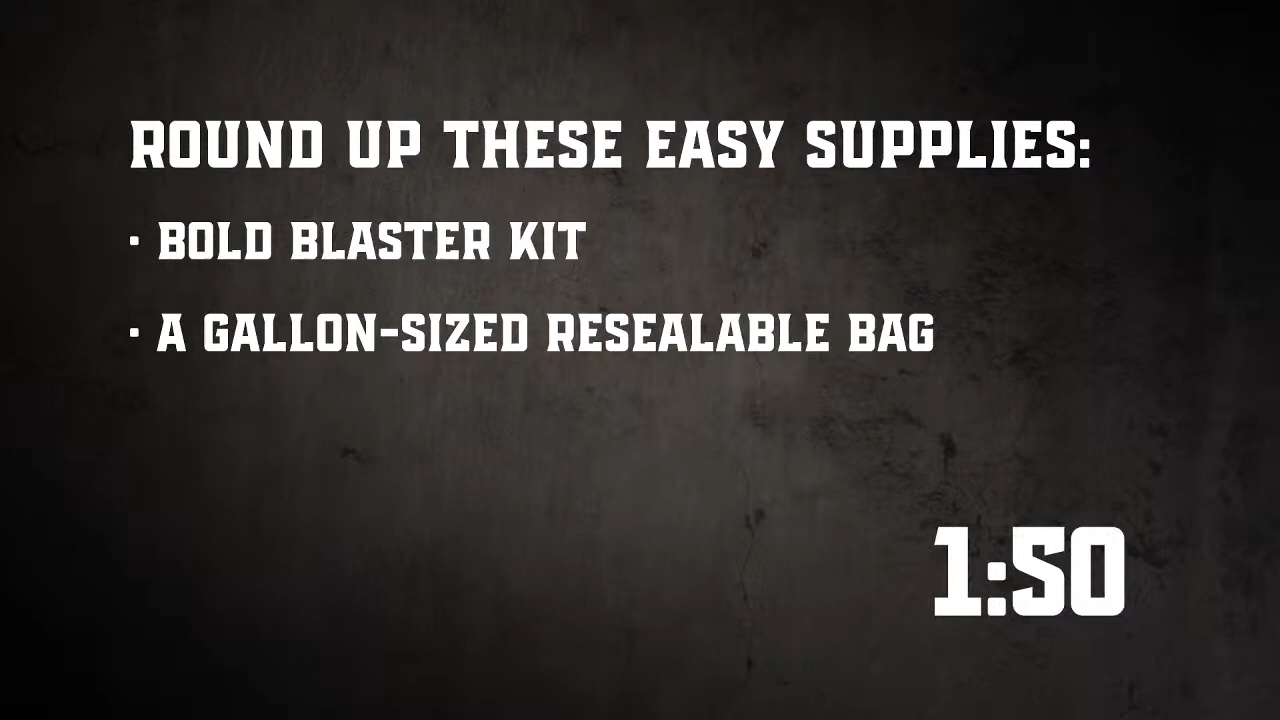 ROUND UP THESE EASY SUPPLIES:
· BOLD BLASTER KIT
· A GALLON-SIZED RESEALABLE BAG
1:50